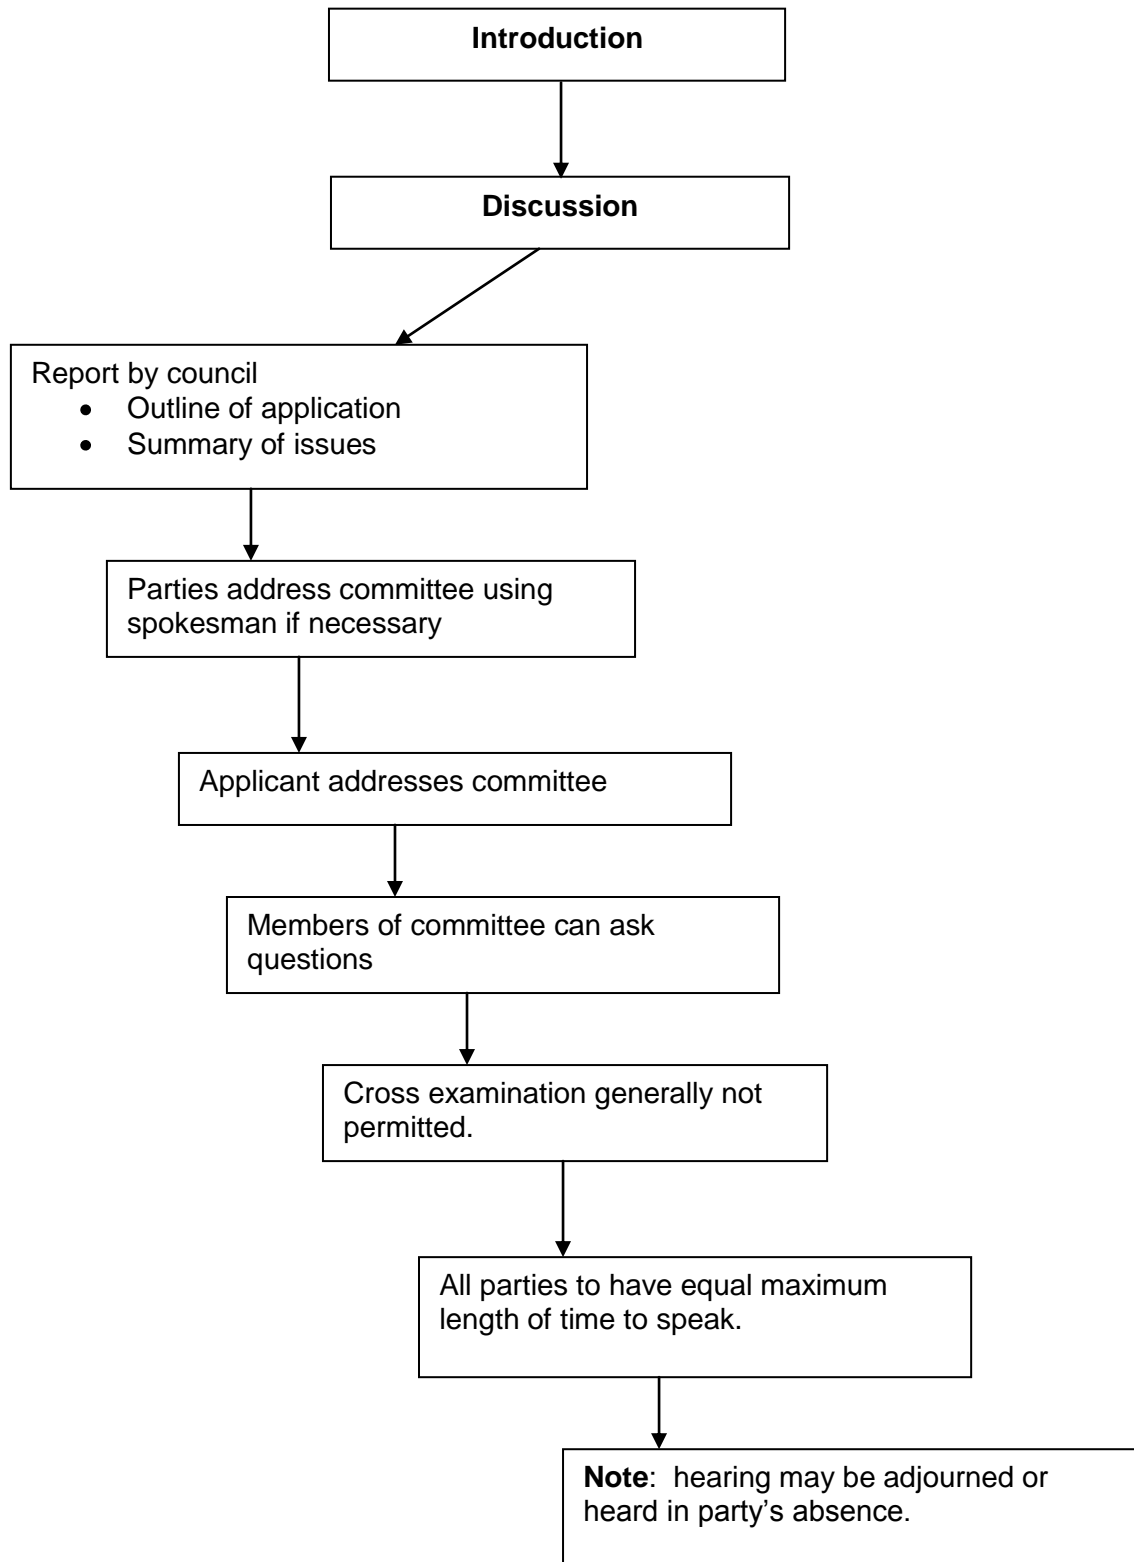 Introduction
Discussion
Report by council
• Outline of application
• Summary of issues
Parties address committee using
spokesman if necessary
Applicant addresses committee
Members of committee can ask
questions
Cross examination generally not
permitted.
All parties to have equal maximum
length of time to speak.
Note:  hearing may be adjourned or
heard in party’s absence.